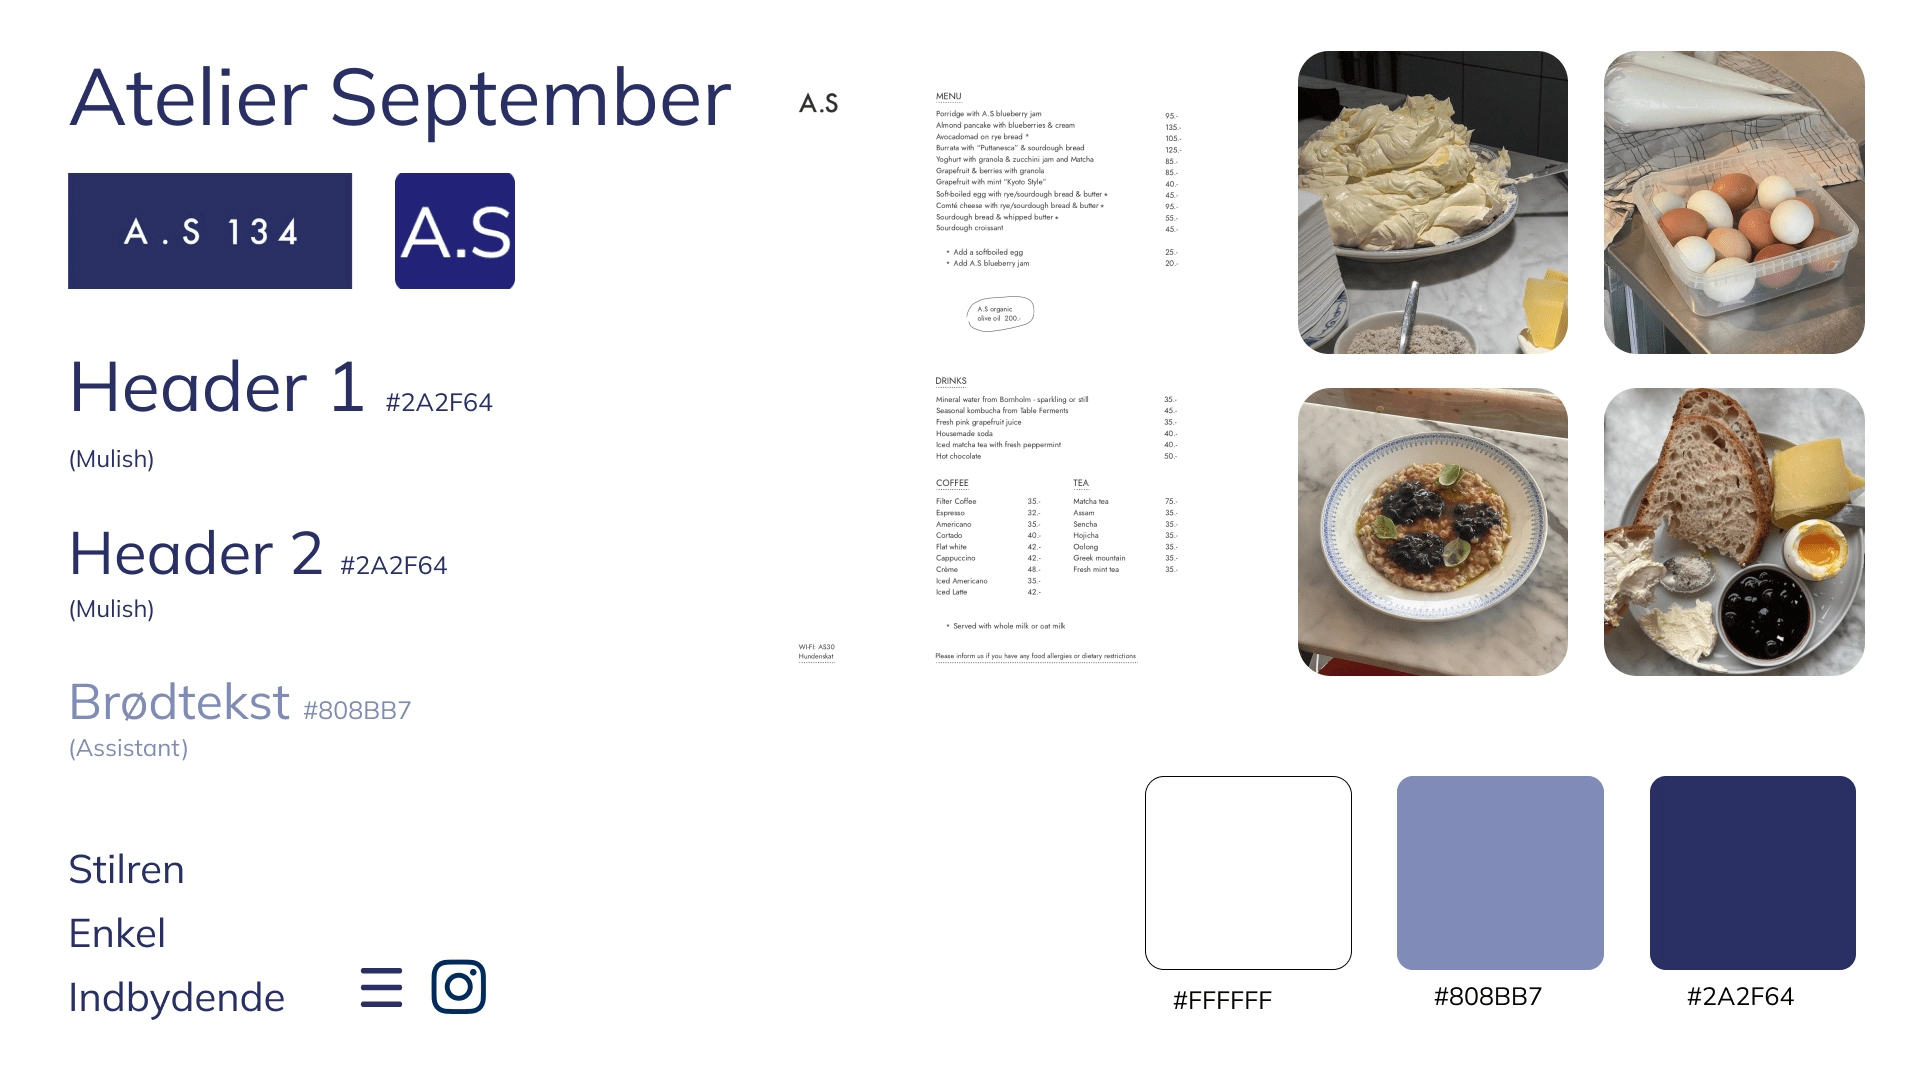 Atelier September
A.S 134
A.S
Header 1 #2A2F64
(Mulish)
Header 2 #2A2F64
(Mulish)
Brødtekst #808BB7
(Assistant)
Stilren
Enkel
Indbydende
A.S
MENU
Porridge with A.S blueberry jam 95.-
Almond pancake with blueberries & cream 135.-
Avocadomad on rye bread * 105.-
Burrata with "Puttanesca" & sourdough bread 125.-
Yoghurt with granola & zucchini jam and Matcha 85.-
Grapefruit & berries with granola 85.-
Grapefruit with mint "Kyoto Style" 40.-
Softboiled egg with rye/sourdough bread & butter * 45.-
Comté cheese with rye/sourdough bread & butter * 95.-
Sourdough bread & whipped butter * 55.-
Sourdough croissant 45.-
* Add a softboiled egg 25.-
* Add A.S blueberry jam 20.-
A.S organic
olive oil 200.-
DRINKS
Mineral water from Bornholm - sparkling or still 35.-
Seasonal kombucha from Table Ferments 45.-
Fresh pink grapefruit juice 35.-
Housemade soda 40.-
Iced matcha tea with fresh peppermint 40.-
Hot chocolate 50.-
COFFEE
Filter Coffee 35.-
Espresso 32.-
Americano 35.-
Cortado 40.-
Flat white 42.-
Cappuccino 42.-
Crème 48.-
Iced Americano 35.-
Iced Latte 42.-
TEA
Matcha tea 75.-
Assam 35.-
Sencha 35.-
Hojicha 35.-
Oolong 35.-
Greek mountain 35.-
Fresh mint tea 35.-
* Served with whole milk or oat milk
WI-FI: AS30
Hundenskat
Please inform us if you have any food allergies or dietary restrictions
#FFFFFF
#808BB7
#2A2F64